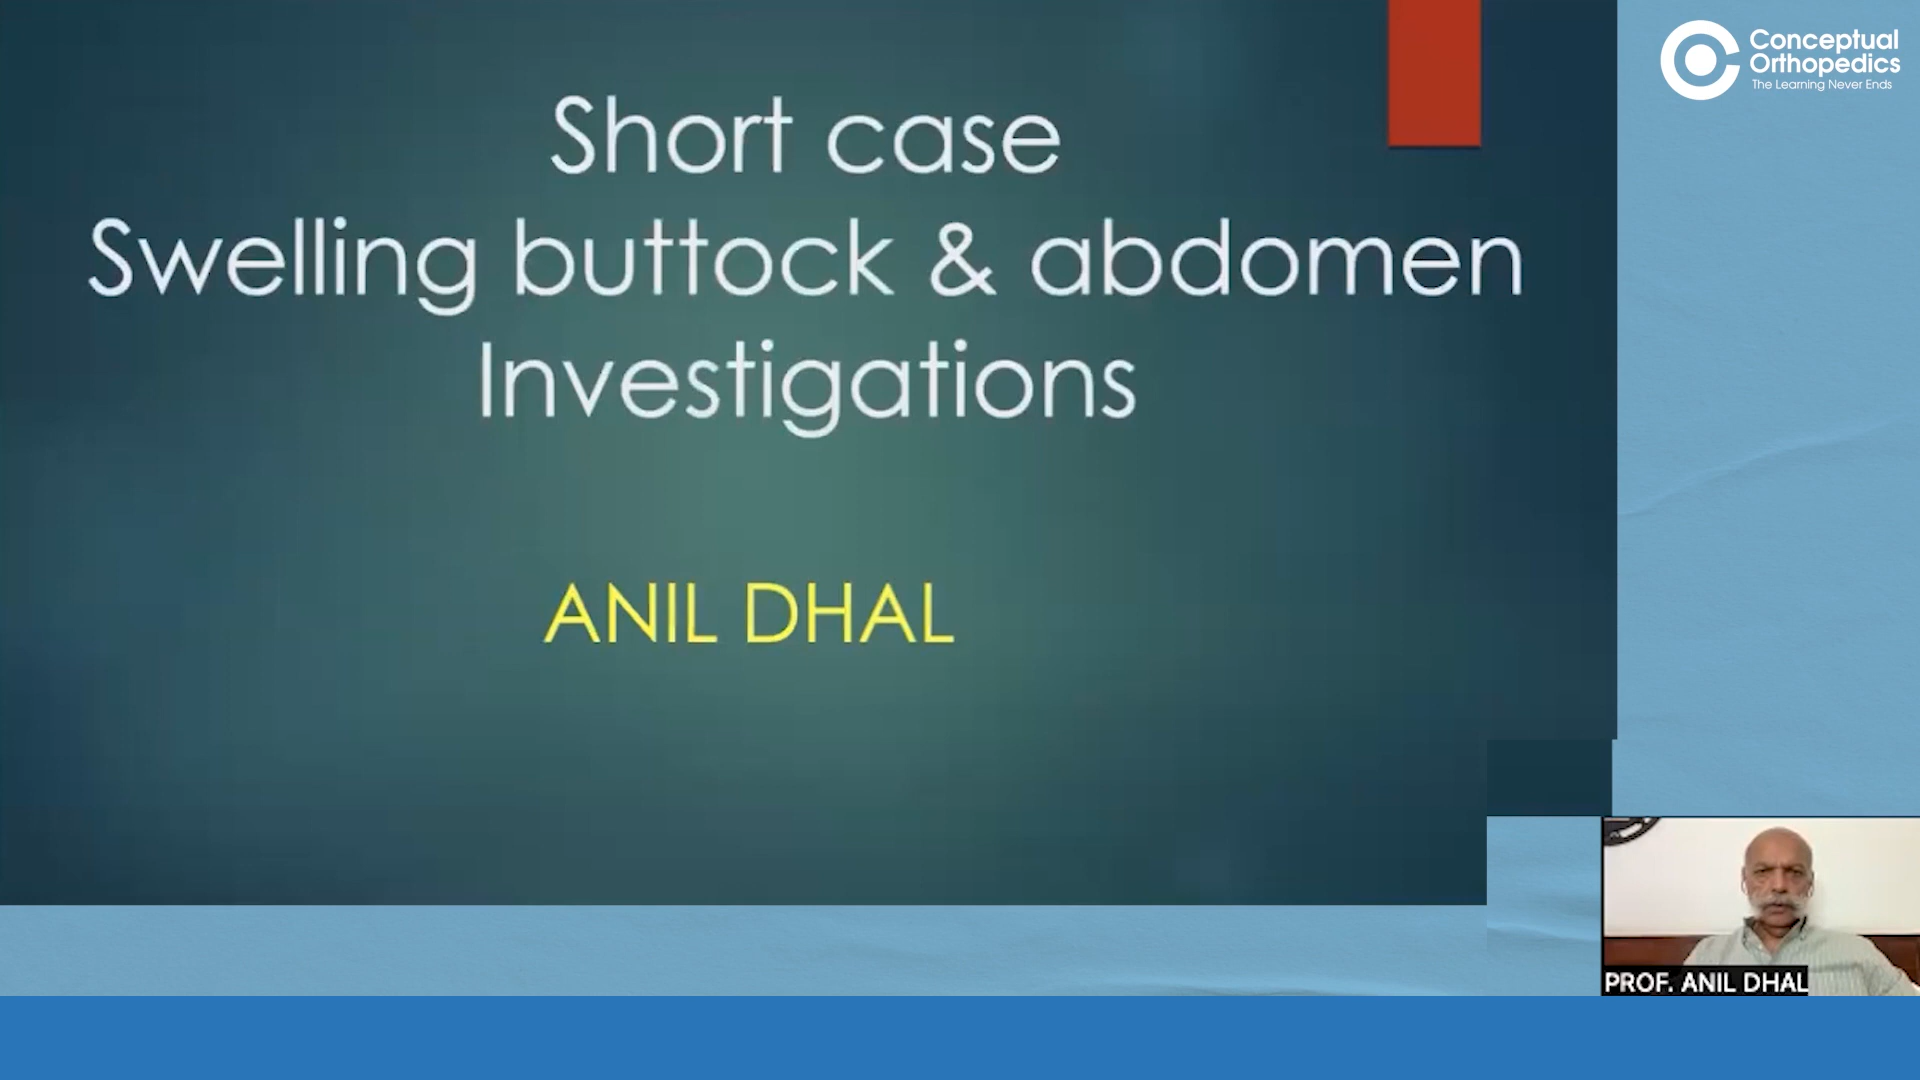 Short case
Swelling buttock & abdomen
Investigations
ANIL DHAL
Conceptual
Orthopedics
The Learning Never Ends
PROF. ANIL DHAL